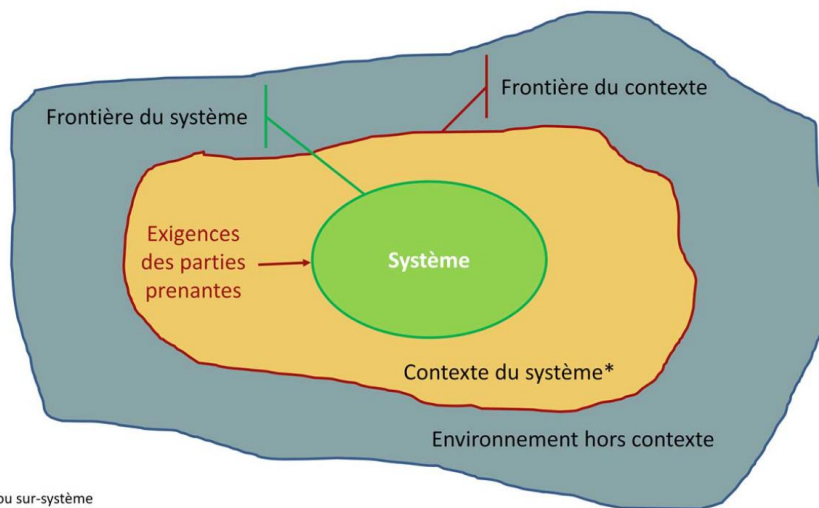 Frontière du contexte
Frontière du système
Exigences
des parties
prenantes
Système
Contexte du système*
Environnement hors contexte
ou sur-système